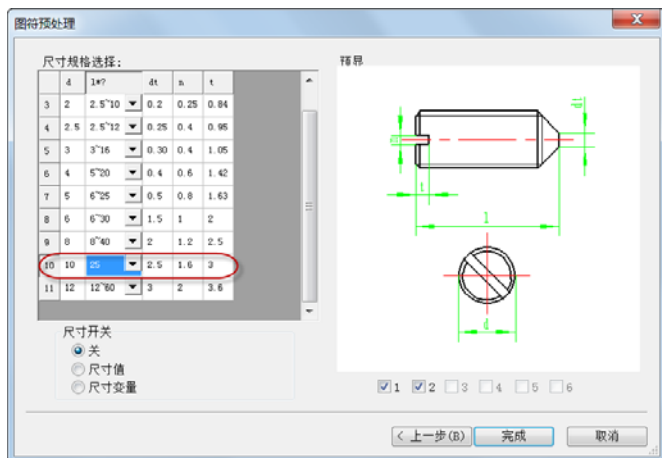 图符预处理
尺寸规格选择:
预显
d l*? dt n t
3 2 2.5~10 0.2 0.25 0.84
4 2.5 2.5~12 0.25 0.4 0.95
5 3 3~16 0.30 0.4 1.05
6 4 5~20 0.4 0.6 1.42
7 5 6~25 0.5 0.8 1.63
8 6 6~30 1.5 1 2
9 8 8~40 2 1.2 2.5
10 10 25 2.5 1.6 3
11 12 12~60 3 2 3.6
n
dt
t
l
d
尺寸开关
关
尺寸值
尺寸变量
1 2 3 4 5 6
< 上一步(B) 完成 取消